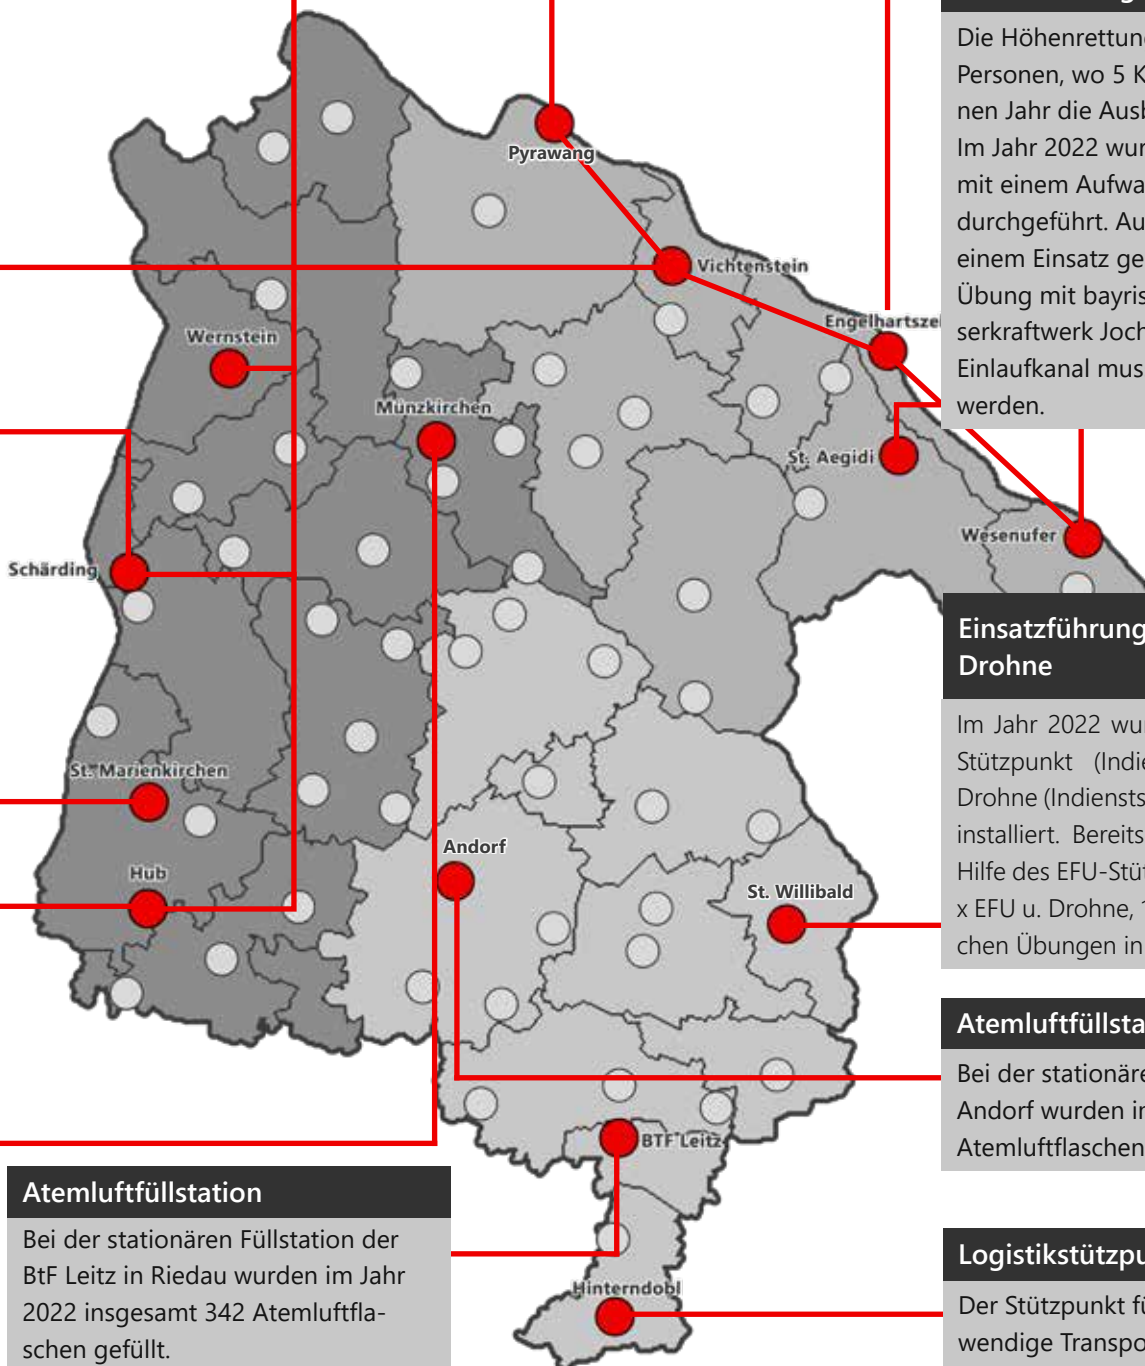 Die Höhenrettung
Personen, wo 5 K
nen Jahr die Ausb
Im Jahr 2022 wur
mit einem Aufwa
durchgeführt. Au
einem Einsatz ge
Übung mit bayris
serkraftwerk Joch
Einlaufkanal mus
werden.
Pyrawang
Vichtenstein
Engelhartszel
Wernstein
Münzkirchen
St. Aegidi
Wesenufer
Schärding
Einsatzführung
Drohne
Im Jahr 2022 wu
Stützpunkt (Indie
Drohne (Indiensts
installiert. Bereits
Hilfe des EFU-Stüt
x EFU u. Drohne, 1
chen Übungen in
St. Marienkirchen
Andorf
Hub
St. Willibald
Atemluftfüllsta
Bei der stationäre
Andorf wurden in
Atemluftflaschen
BTF Leitz
Atemluftfüllstation
Bei der stationären Füllstation der
BtF Leitz in Riedau wurden im Jahr
2022 insgesamt 342 Atemluftfla-
schen gefüllt.
Hinterndobl
Logistikstützpu
Der Stützpunkt fü
wendige Transpo